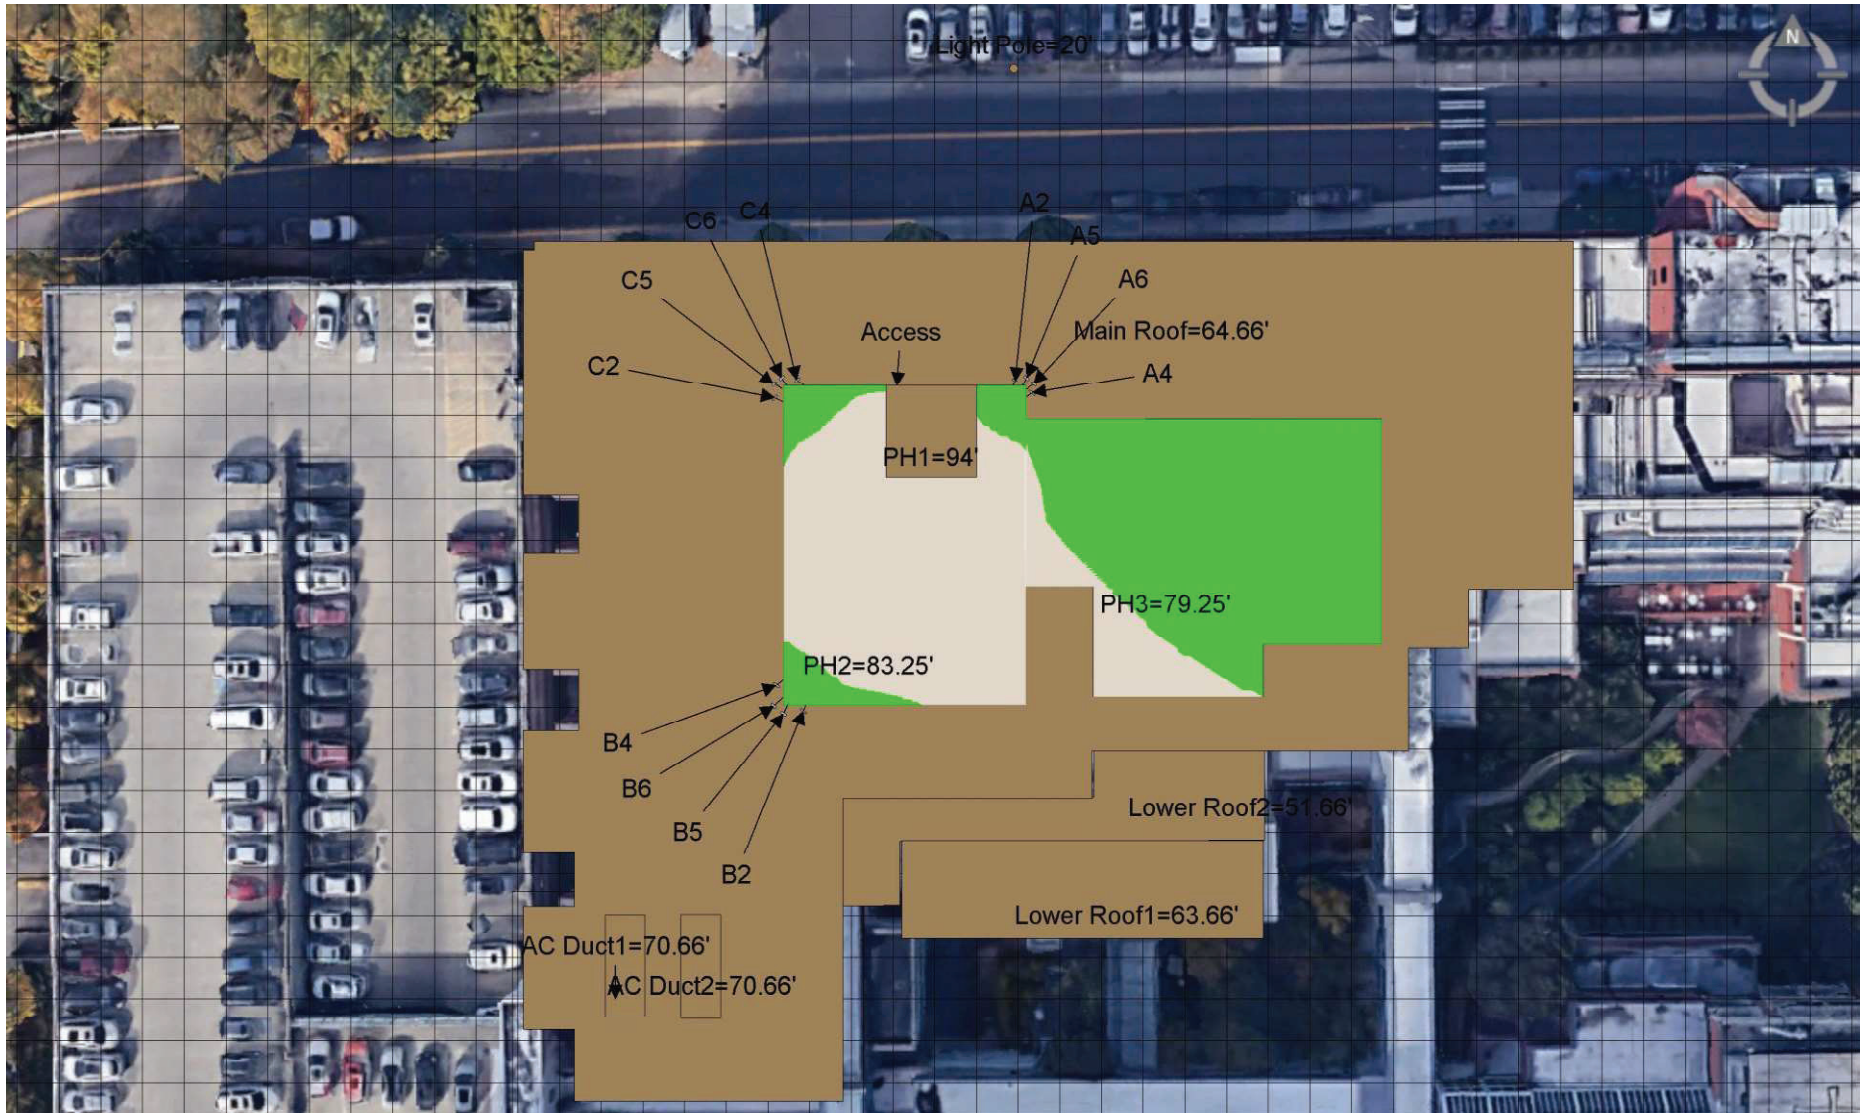 Light Pole=20'
N
A2
C4
C6
A5
C5
A6
Access
Main Roof=64.66'
C2
A4
PH1=94'
PH3=79.25'
PH2=83.25'
B4
B6
Lower Roof2=51.66'
B5
B2
Lower Roof1=63.66'
AC Duct1=70.66'
AC Duct2=70.66'